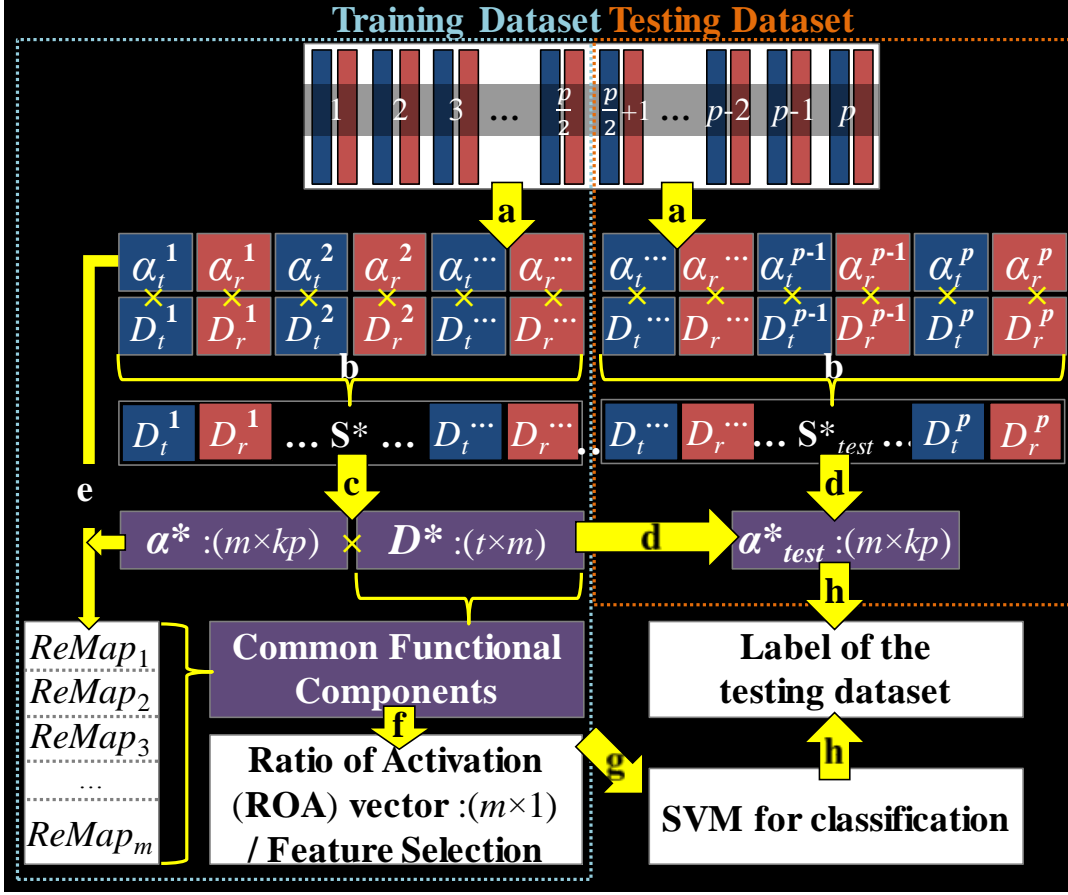 Training Dataset Testing Dataset
1 2 3 ... p/2 p/2+1 ... p-2 p-1 p
a a
α_t^1 α_r^1 α_t^2 α_r^2 α_t^... α_r^... α_t^... α_r^... α_t^p-1 α_r^p-1 α_t^p α_r^p
× × × × × × × × × × × ×
D_t^1 D_r^1 D_t^2 D_r^2 D_t^... D_r^... D_t^... D_r^... D_t^p-1 D_r^p-1 D_t^p D_r^p
b b
D_t^1 D_r^1 ... S* ... D_t^... D_r^... ... D_t^... D_r^... ... S*_test ... D_t^p D_r^p
e c d
α* :(m×kp) × D* :(t×m) d α*_test :(m×kp)
h
ReMap_1
ReMap_2
ReMap_3
...
ReMap_m
Common Functional
Components
f
Ratio of Activation
(ROA) vector :(m×1)
/ Feature Selection
g
Label of the
testing dataset
h
SVM for classification